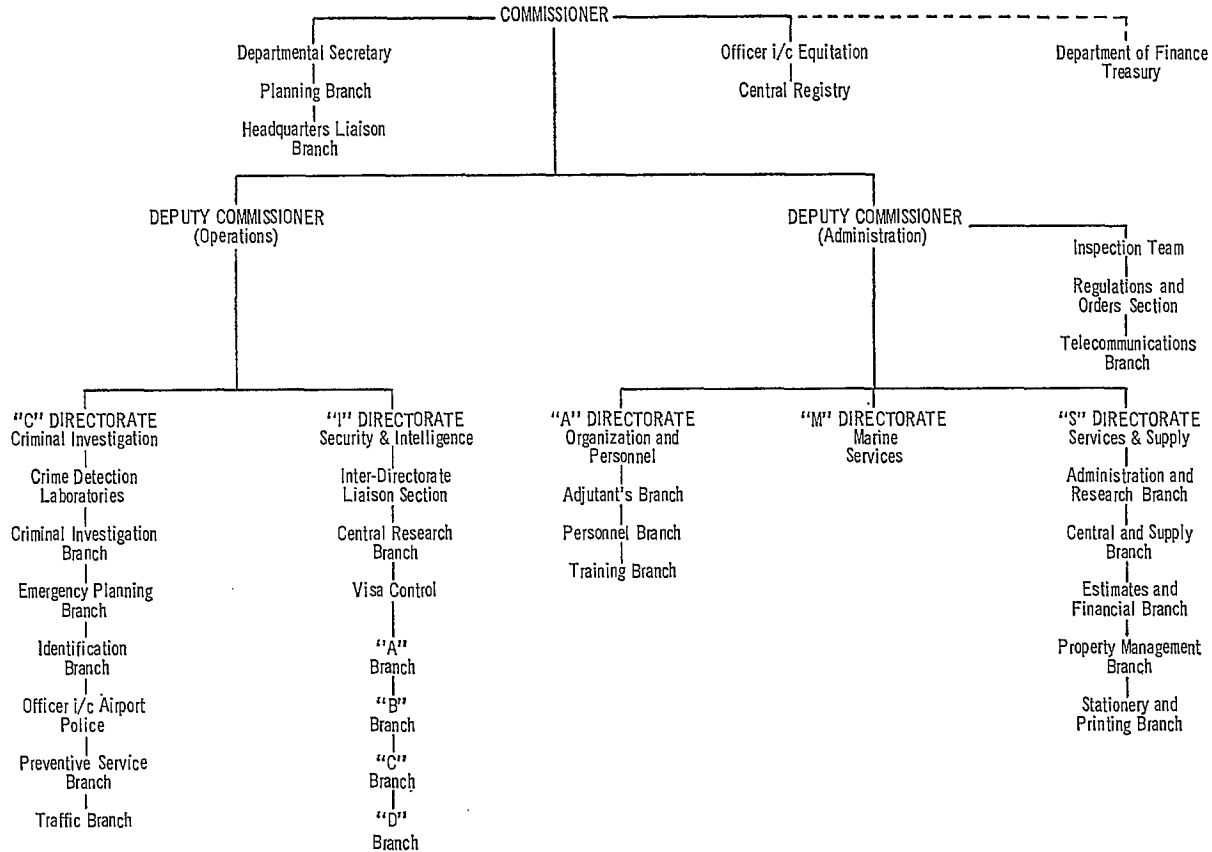 COMMISSIONER
Departmental Secretary
Planning Branch
Headquarters Liaison
Branch
Officer i/c Equitation
Central Registry
Department of Finance
Treasury
DEPUTY COMMISSIONER
(Operations)
DEPUTY COMMISSIONER
(Administration)
Inspection Team
Regulations and
Orders Section
Telecommunications
Branch
"C" DIRECTORATE
Criminal Investigation
Crime Detection
Laboratories
Criminal Investigation
Branch
Emergency Planning
Branch
Identification
Branch
Officer i/c Airport
Police
Preventive Service
Branch
Traffic Branch
"I" DIRECTORATE
Security & Intelligence
Inter-Directorate
Liaison Section
Central Research
Branch
Visa Control
"A"
Branch
"B"
Branch
"C"
Branch
"D"
Branch
"A" DIRECTORATE
Organization and
Personnel
Adjutant's Branch
Personnel Branch
Training Branch
"M" DIRECTORATE
Marine
Services
"S" DIRECTORATE
Services & Supply
Administration and
Research Branch
Central and Supply
Branch
Estimates and
Financial Branch
Property Management
Branch
Stationery and
Printing Branch